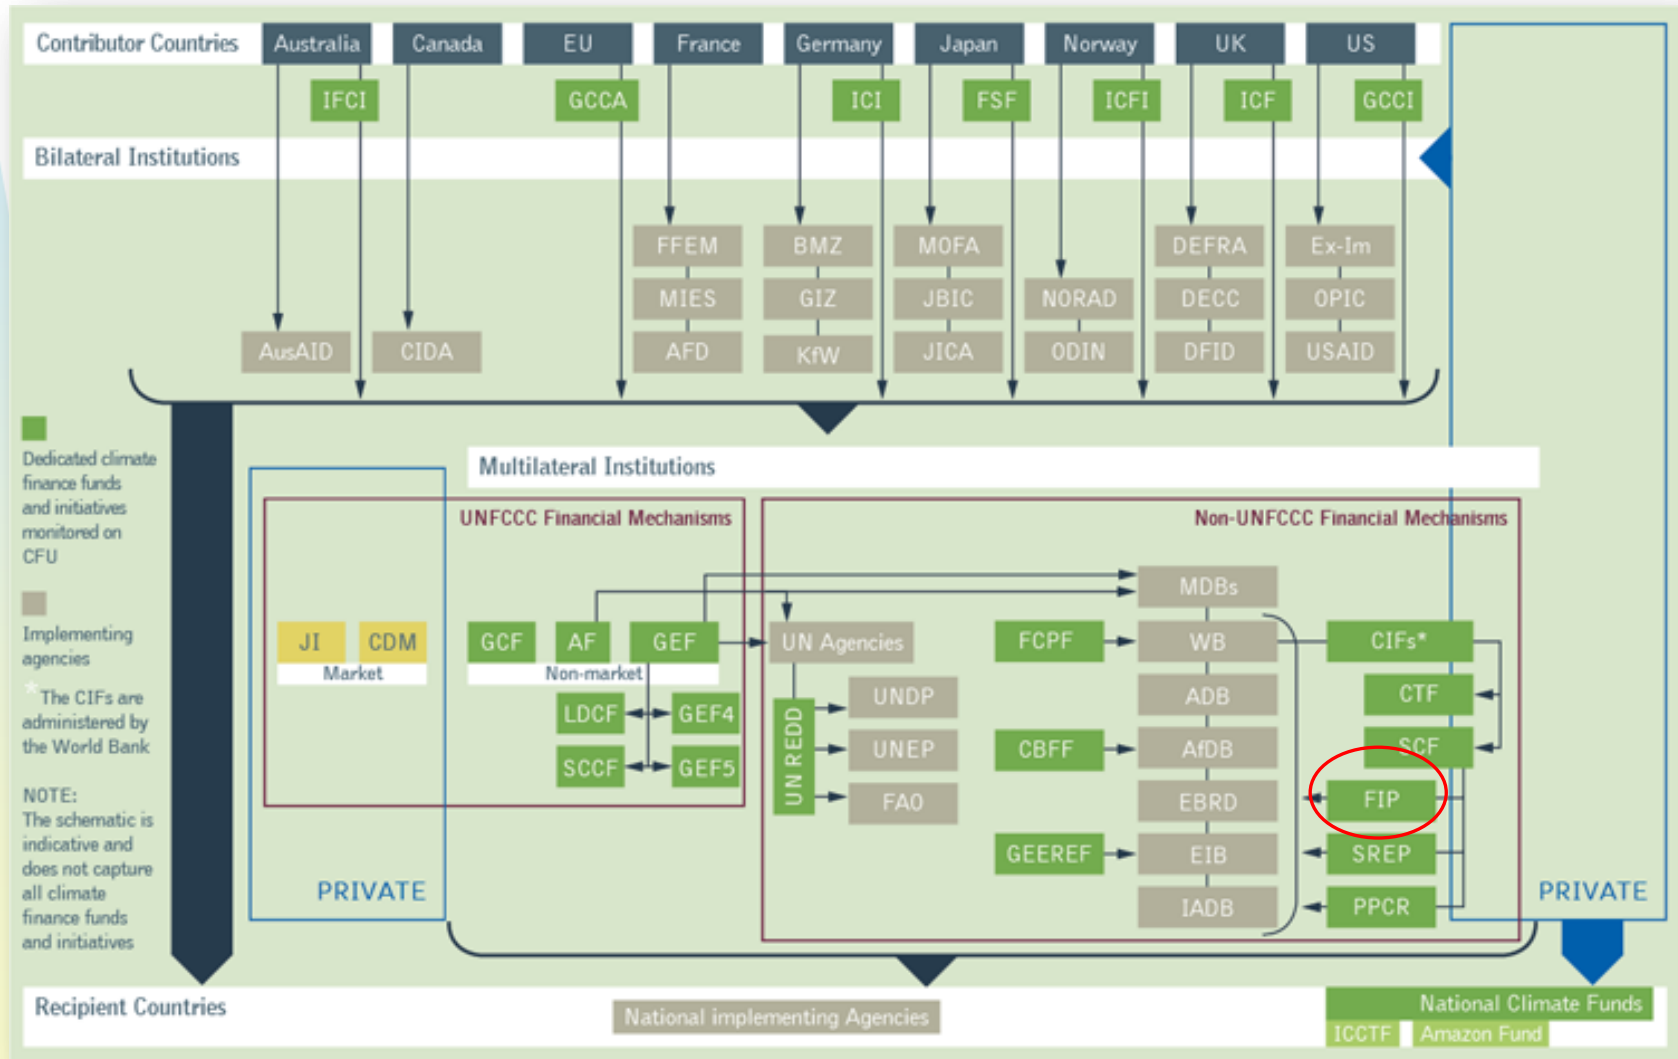 Contributor Countries
Australia
Canada
EU
France
Germany
Japan
Norway
UK
US
IFCI
GCCA
ICI
FSF
ICFI
ICF
GCCI
Bilateral Institutions
FFEM
BMZ
MOFA
DEFRA
Ex-Im
MIES
GIZ
JBIC
NORAD
DECC
OPIC
AusAID
CIDA
AFD
KfW
JICA
ODIN
DFID
USAID
Dedicated climate
finance funds
and initiatives
monitored on
CFU
Implementing
agencies
*The CIFs are
administered by
the World Bank
NOTE:
The schematic is
indicative and
does not capture
all climate
finance funds
and initiatives
Multilateral Institutions
UNFCCC Financial Mechanisms
JI
CDM
Market
GCF
AF
GEF
Non-market
LDCF
GEF4
SCCF
GEF5
PRIVATE
Non-UNFCCC Financial Mechanisms
UN Agencies
UN REDD
UNDP
UNEP
FAO
MDBs
FCPF
WB
CIFs*
ADB
CTF
CBFF
AfDB
SCF
EBRD
FIP
GEEREF
EIB
SREP
IADB
PPCR
PRIVATE
Recipient Countries
National implementing Agencies
National Climate Funds
ICCTF
Amazon Fund